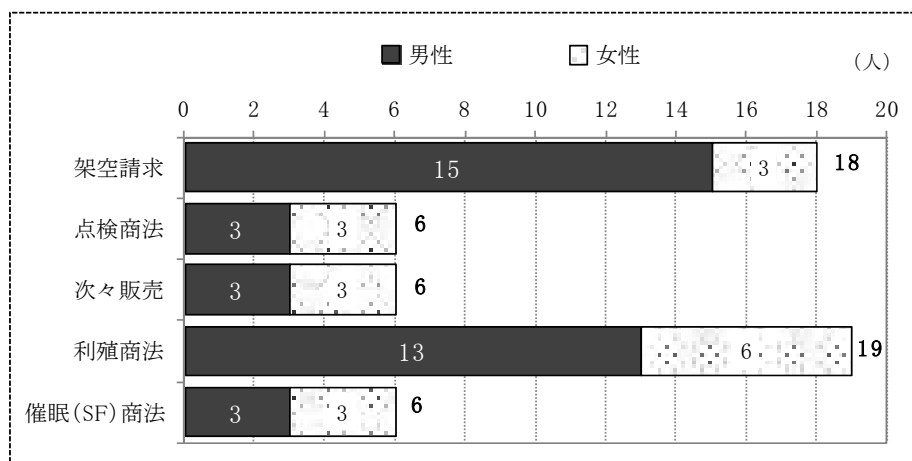 男性 女性
(人)
0 2 4 6 8 10 12 14 16 18 20
架空請求 15 3 18
点検商法 3 3 6
次々販売 3 3 6
利殖商法 13 6 19
催眠(SF)商法 3 3 6